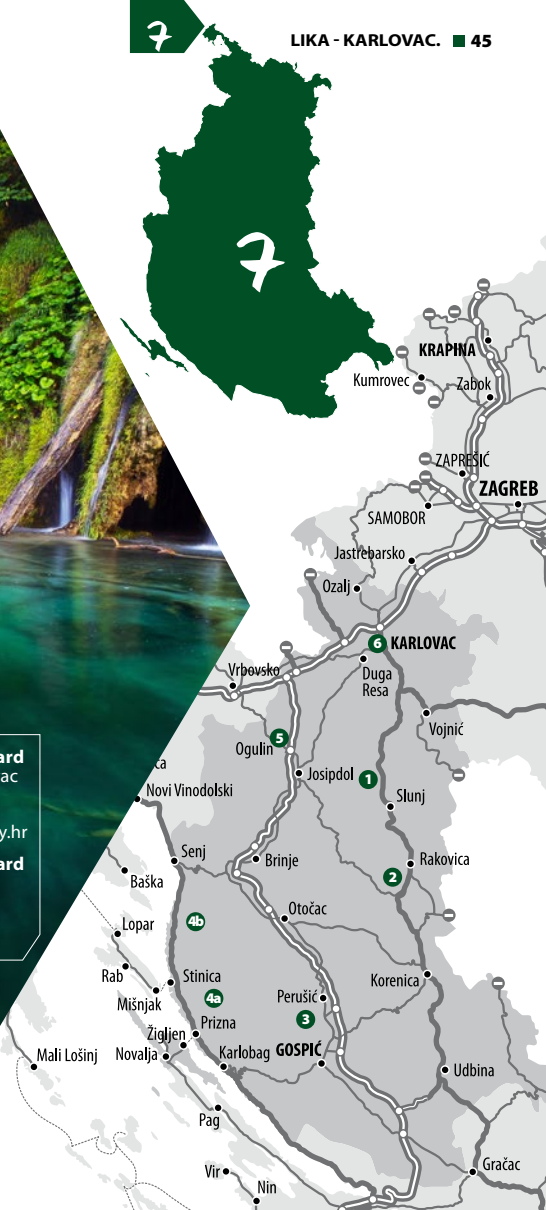 7
LIKA - KARLOVAC. 45
7
KRAPINA
Kumrovec
Zabok
ZAPREŠIĆ
ZAGREB
SAMOBOR
Jastrebarsko
Ozalj
6 KARLOVAC
Duga
Resa
Vrbovsko
Vojnić
5
Ogulin
ard
ac
Josipdol
1
ca
Novi Vinodolski
Slunj
y.hr
ard
Senj
Brinje
Rakovica
2
Baška
4b
Otočac
Lopar
Rab
Stinica
Korenica
Mišnjak
4a
Perušić
Prizna
3
Žigljen
Mali Lošinj
Novalja
Karlobag
GOSPIĆ
Udbina
Pag
Vir
Gračac
Nin